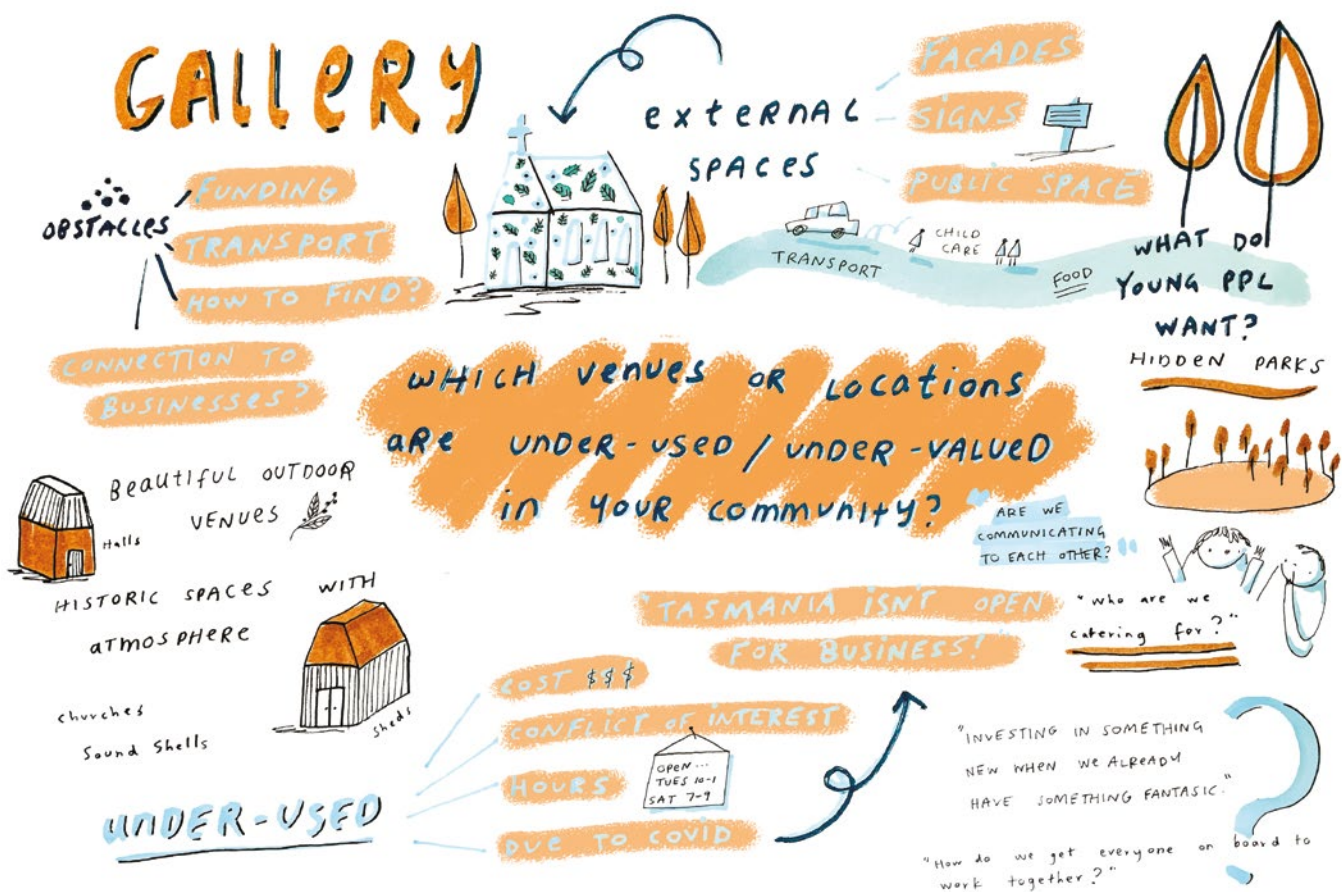 GALLERY
OBSTACLES
FUNDING
TRANSPORT
HOW TO FIND?
CONNECTION TO
BUSINESSES?
external
SPACES
FACADES
SIGNS
PUBLIC SPACE
TRANSPORT
CHILD
CARE
FOOD
WHAT DO
YOUNG PPL
WANT?
HIDDEN PARKS
WHICH venues OR Locations
aRe unDeR-useD / unDeR-VALUeD
in youR community?
Beautiful outdooR
venues
Halls
HISTORIC SPACES WITH
aTmosPHeRe
churches
Sound Shells
Sheds
"ARE WE
COMMUNICATING
TO EACH OTHER?"
"who are we
catering for?"
"TASMANIA ISN'T OPEN
FOR BUSINESS!"
unDER-USED
COST $$$
CONFLICT OF INTEREST
HOURS
OPEN...
TUES 10-1
SAT 7-9
DUE TO COVID
"INVESTING IN SOMETHING
NEW WHEN WE ALREADY
HAVE SOMETHING FANTASIC."
"How do we get everyone on board to
work together?"